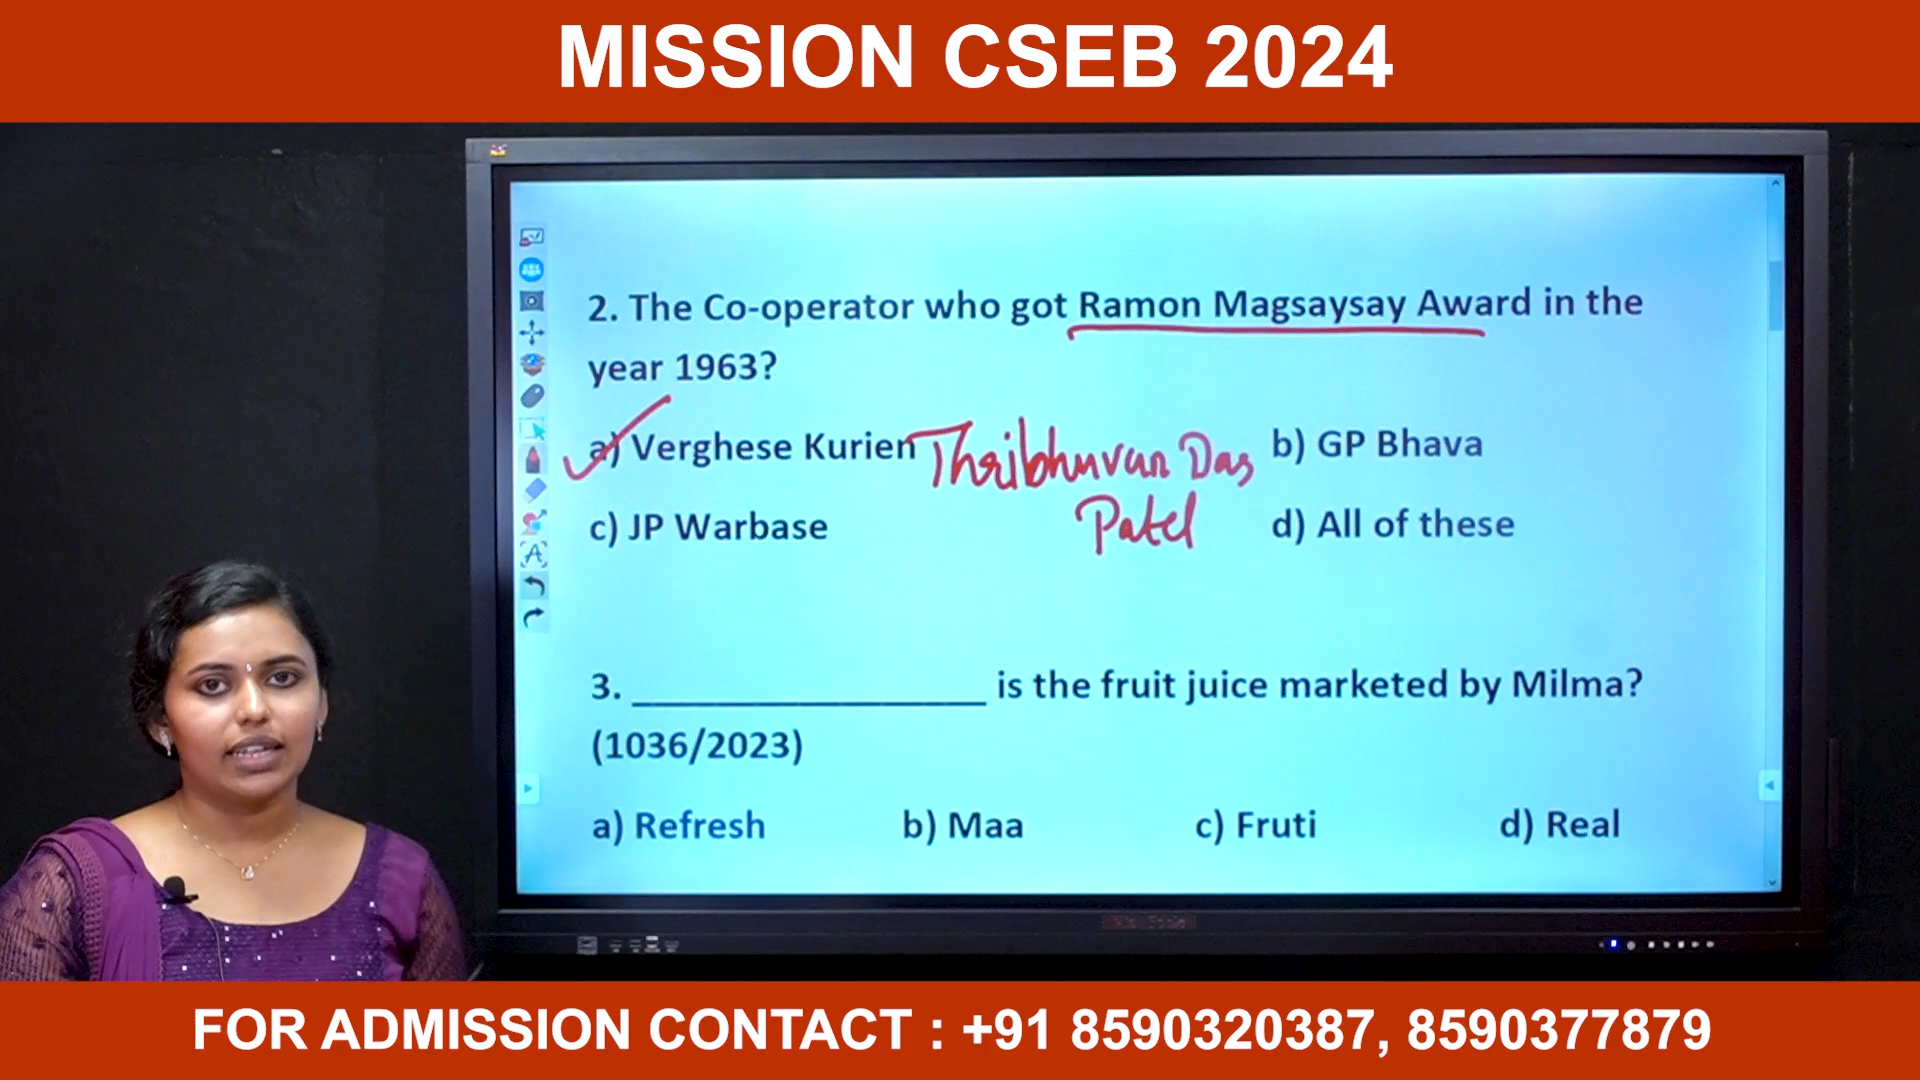 MISSION CSEB 2024
2. The Co-operator who got Ramon Magsaysay Award in the
year 1963?
a) Verghese Kurien Thribhuvan Das b) GP Bhava
Patel
c) JP Warbase d) All of these
3. ____________________ is the fruit juice marketed by Milma?
(1036/2023)
a) Refresh b) Maa c) Fruti d) Real
FOR ADMISSION CONTACT : +91 8590320387, 8590377879